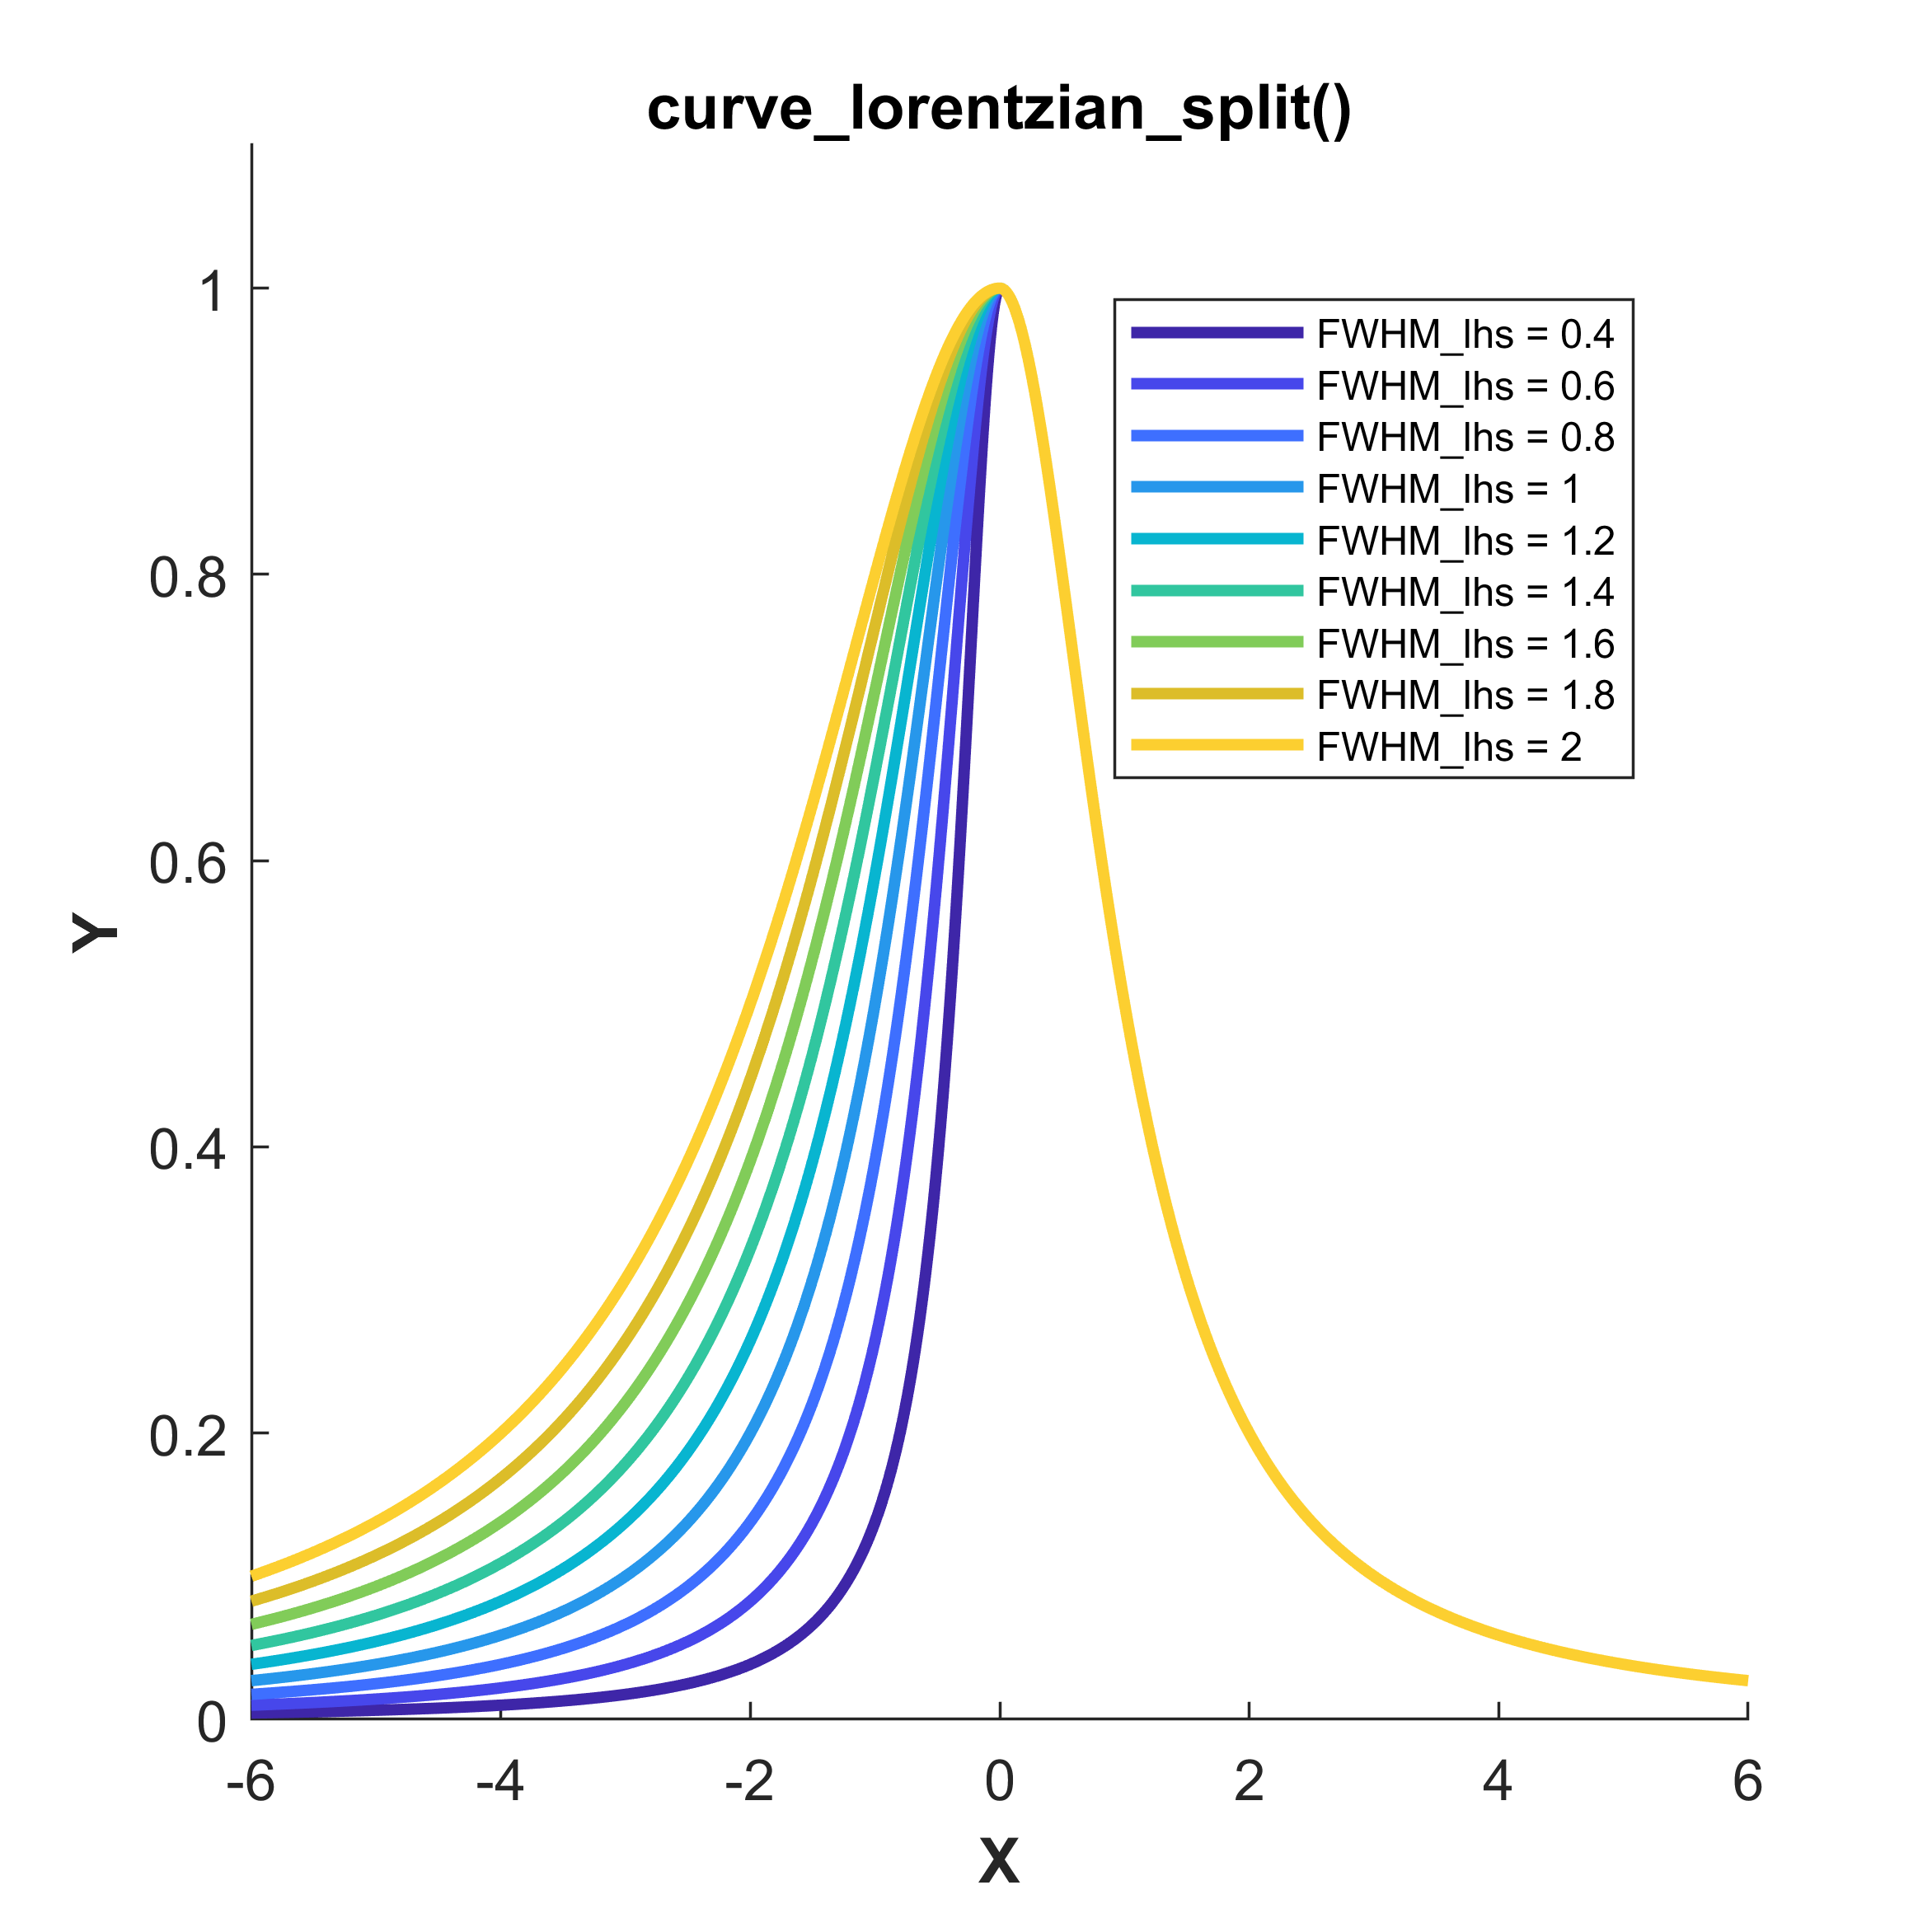 curve_lorentzian_split()
1
0.8
0.6
0.4
0.2
0
Y
FWHM_lhs = 0.4
FWHM_lhs = 0.6
FWHM_lhs = 0.8
FWHM_lhs = 1
FWHM_lhs = 1.2
FWHM_lhs = 1.4
FWHM_lhs = 1.6
FWHM_lhs = 1.8
FWHM_lhs = 2
-6 -4 -2 0 2 4 6
X